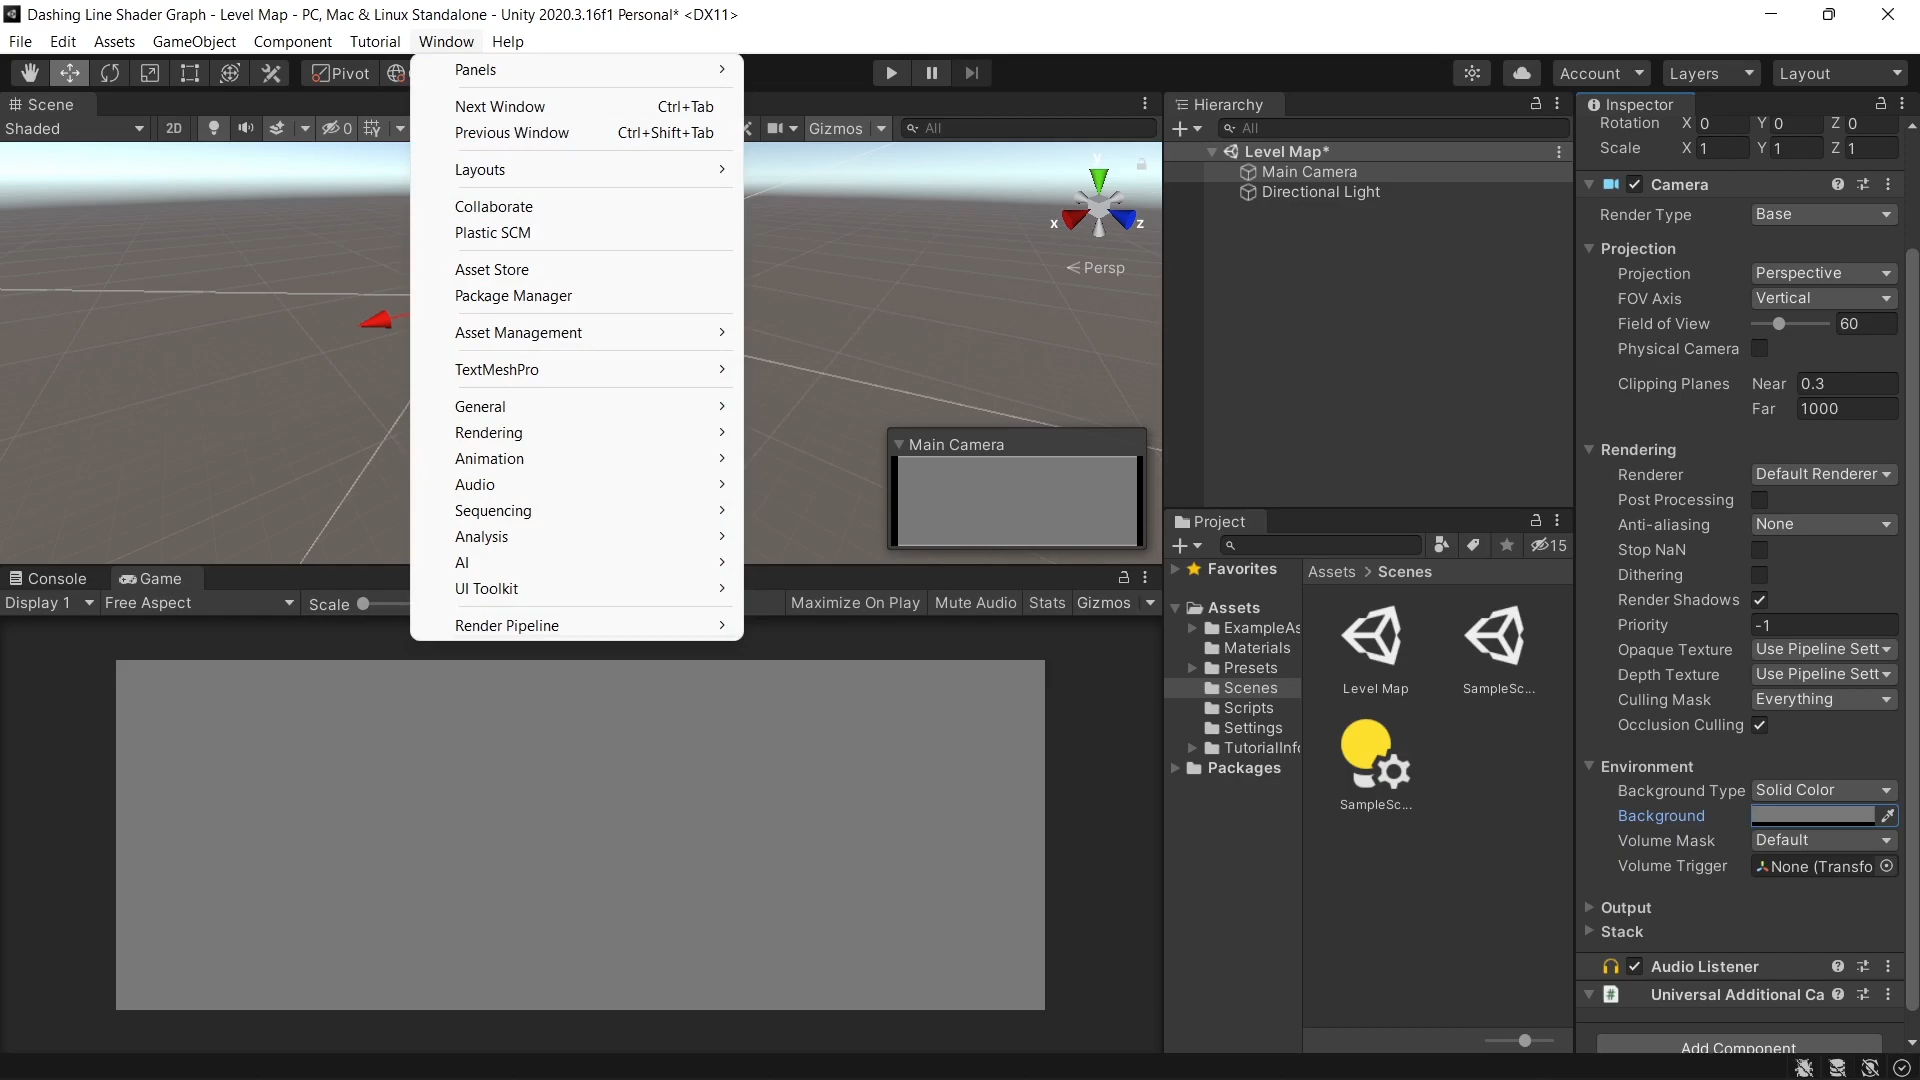 Dashing Line Shader Graph - Level Map - PC, Mac & Linux Standalone - Unity 2020.3.16f1 Personal* <DX11>
File Edit Assets GameObject Component Tutorial Window Help
Pivot
Account Layers Layout
Scene
Shaded 2D 0 Gizmos All
y
x z
Persp
Main Camera
Panels
Next Window Ctrl+Tab
Previous Window Ctrl+Shift+Tab
Layouts
Collaborate
Plastic SCM
Asset Store
Package Manager
Asset Management
TextMeshPro
General
Rendering
Animation
Audio
Sequencing
Analysis
AI
UI Toolkit
Render Pipeline
Console Game
Display 1 Free Aspect Scale Maximize On Play Mute Audio Stats Gizmos
Hierarchy
All
Level Map*
Main Camera
Directional Light
Project
15
Favorites
Assets
ExampleAs
Materials
Presets
Scenes
Scripts
Settings
TutorialInfo
Packages
Assets > Scenes
Level Map
SampleSc...
SampleSc...
Inspector
Rotation X 0 Y 0 Z 0
Scale X 1 Y 1 Z 1
Camera
Render Type Base
Projection
Projection Perspective
FOV Axis Vertical
Field of View 60
Physical Camera
Clipping Planes Near 0.3
Far 1000
Rendering
Renderer Default Renderer
Post Processing
Anti-aliasing None
Stop NaN
Dithering
Render Shadows
Priority -1
Opaque Texture Use Pipeline Sett
Depth Texture Use Pipeline Sett
Culling Mask Everything
Occlusion Culling
Environment
Background Type Solid Color
Background
Volume Mask Default
Volume Trigger None (Transfo
Output
Stack
Audio Listener
# Universal Additional Ca
Add Component